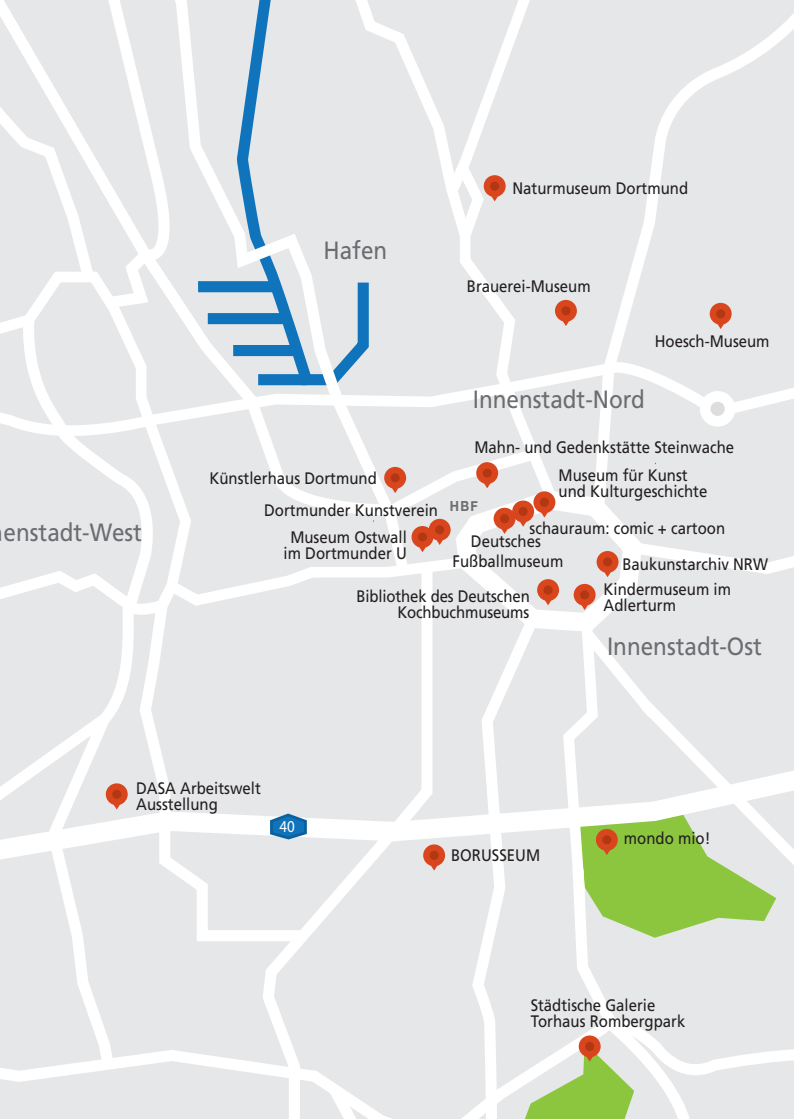 Naturmuseum Dortmund
Hafen
Brauerei-Museum
Hoesch-Museum
Innenstadt-Nord
Mahn- und Gedenkstätte Steinwache
Künstlerhaus Dortmund
Museum für Kunst
und Kulturgeschichte
HBF
Dortmunder Kunstverein
schauraum: comic + cartoon
enstadt-West
Museum Ostwall
im Dortmunder U
Deutsches
Fußballmuseum
Baukunstarchiv NRW
Bibliothek des Deutschen
Kochbuchmuseums
Kindermuseum im
Adlerturm
Innenstadt-Ost
DASA Arbeitswelt
Ausstellung
40
mondo mio!
BORUSSEUM
Städtische Galerie
Torhaus Rombergpark